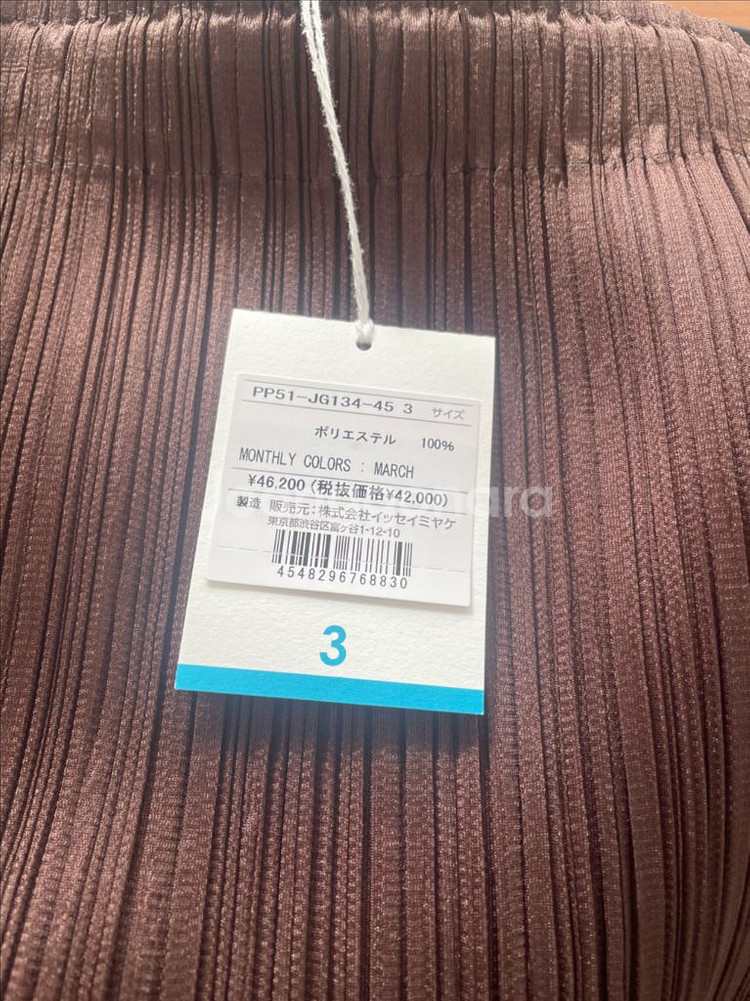 PP51-JG134-45 3 サイズ
ポリエステル 100%
MONTHLY COLORS : MARCH
¥46,200(税抜価格¥42,000)
製造 販売元:株式会社イッセイミヤケ
東京都渋谷区富ヶ谷1-12-10
4548296768830
3